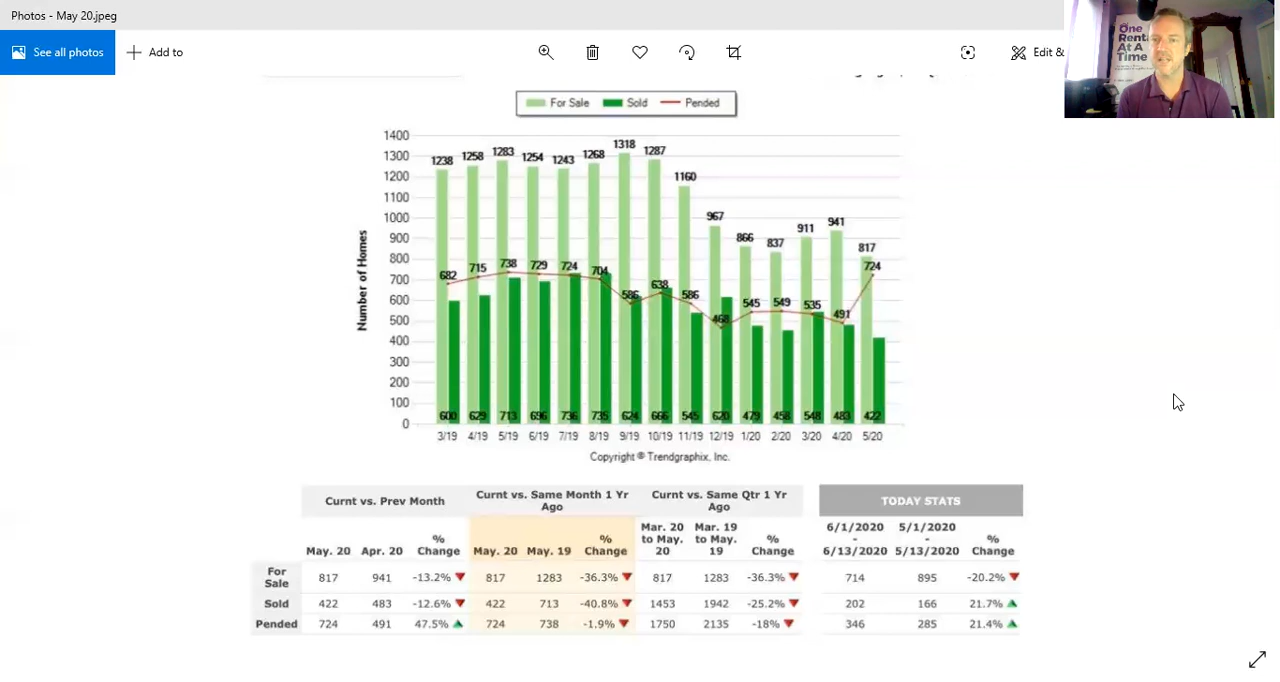 Photos - May 20.jpeg
See all photos
Add to
Edit &
One
Renta
At A
Time
For Sale Sold Pended
1400
1300
1200
1100
1000
900
800
700
600
500
400
300
200
100
0
Number of Homes
1238 1258 1283 1254 1243 1268 1318 1287 1160 967 866 837 911 941 817
682 715 738 729 724 704 586 638 586 468 545 549 535 491 724
600 629 713 696 736 735 624 666 545 620 479 458 548 483 422
3/19 4/19 5/19 6/19 7/19 8/19 9/19 10/19 11/19 12/19 1/20 2/20 3/20 4/20 5/20
Copyright ® Trendgraphix, Inc.
Curnt vs. Prev Month
Curnt vs. Same Month 1 Yr
Ago
Curnt vs. Same Qtr 1 Yr
Ago
TODAY STATS
May. 20 Apr. 20 % Change
May. 20 May. 19 % Change
Mar. 20 to May. 20 Mar. 19 to May. 19 % Change
6/1/2020 - 6/13/2020 5/1/2020 - 5/13/2020 % Change
For Sale 817 941 -13.2% 817 1283 -36.3% 817 1283 -36.3% 714 895 -20.2%
Sold 422 483 -12.6% 422 713 -40.8% 1453 1942 -25.2% 202 166 21.7%
Pended 724 491 47.5% 724 738 -1.9% 1750 2135 -18% 346 285 21.4%